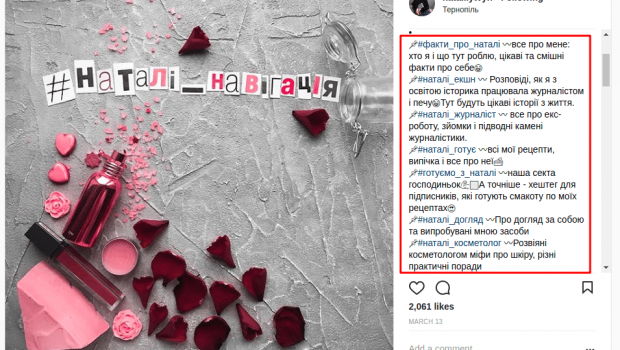 Тернопіль
#Наталі_навігація
#факти_про_наталі 〰все про мене:
хто я і що тут роблю, цікаві та смішні
факти про себе😂
#наталі_екшн 〰 Розповіді, як я з
освітою історика працювала журналістом
і печу😂Тут будуть цікаві історії з життя.
#наталі_журналіст 〰 все про екс-
роботу, зйомки і підводні камені
журналістики.
#наталі_готує 〰всі мої рецепти,
випічка і все про неї
#готуємо_з_наталі 〰наша секта
господиньок А точніше - хештег для
підписників, які готують смакоту по моїх
рецептах😍
#наталі_догляд 〰Про догляд за собою
та випробувані мною засоби
#наталі_косметолог 〰Розвіяні
косметологом міфи про шкіру, різні
практичні поради
2,061 likes
MARCH 13
Add a comment